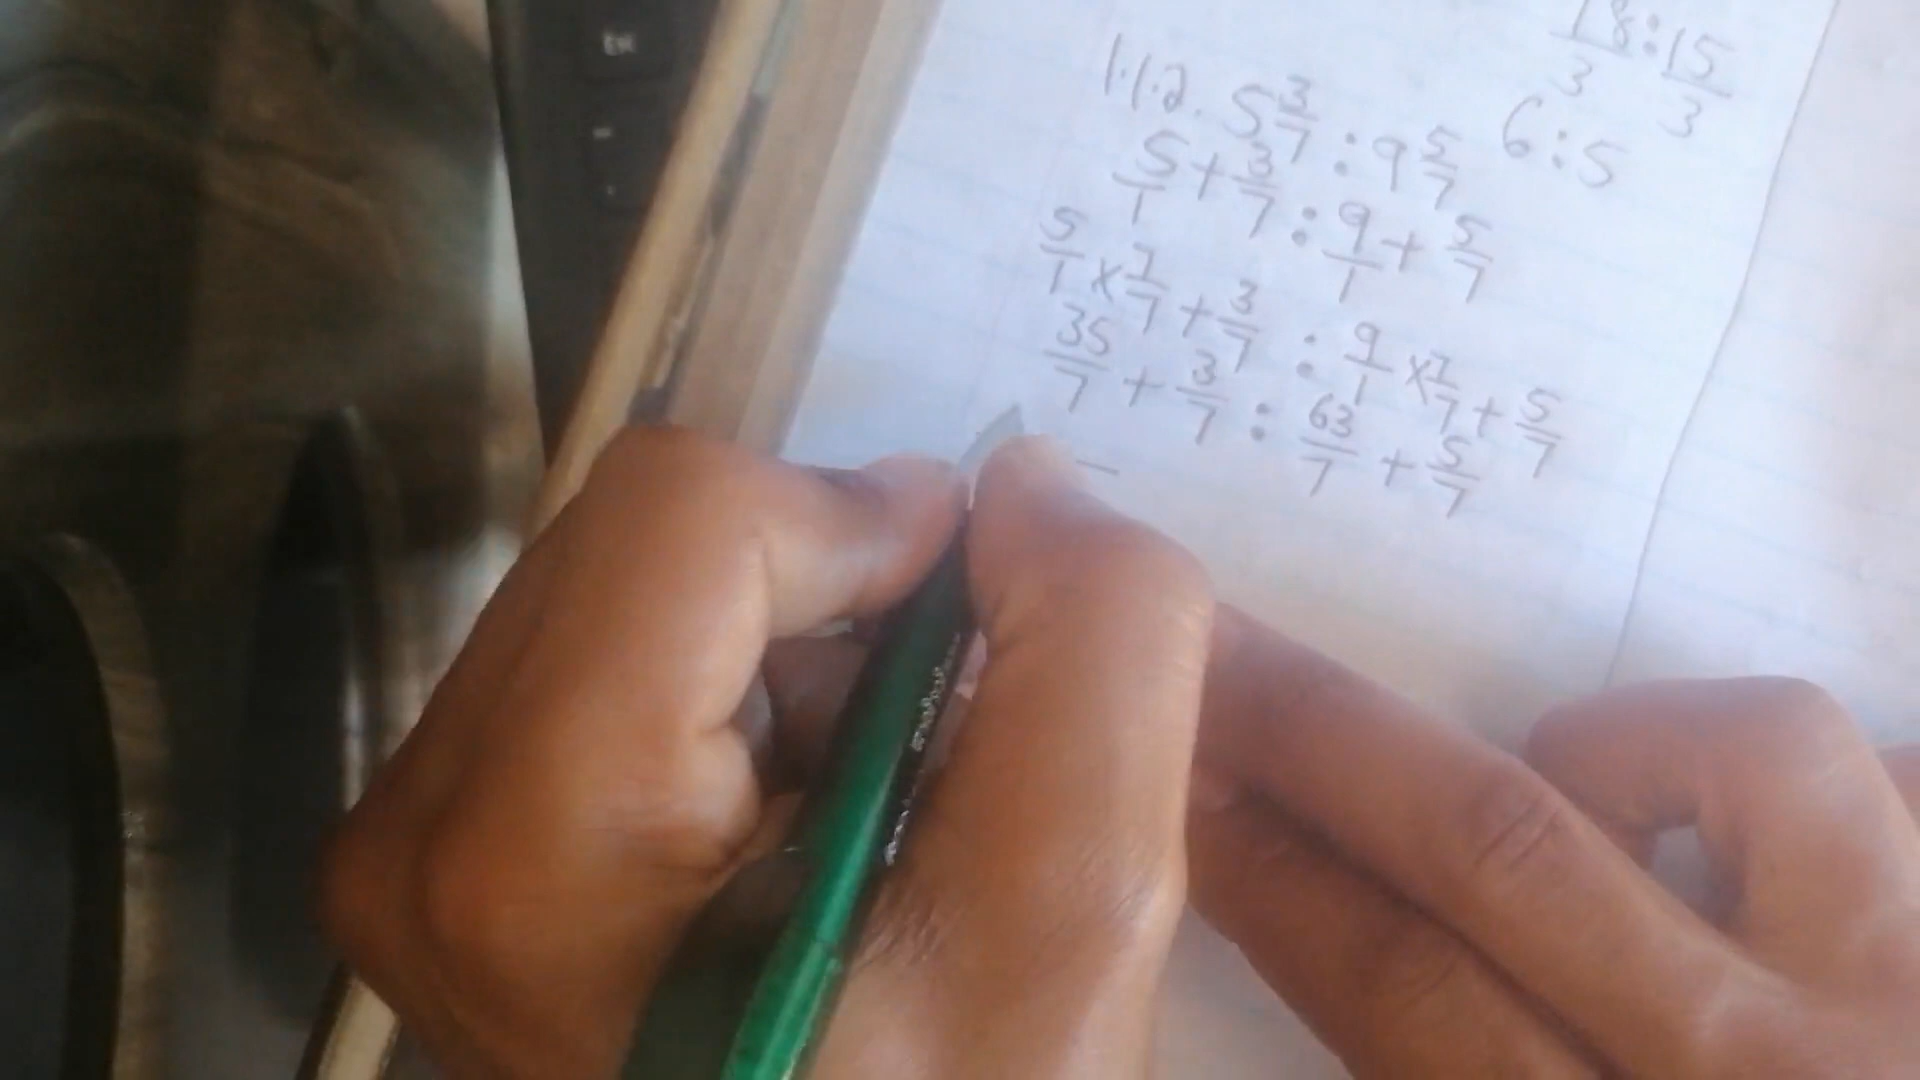 18:15
3 3
6:5
1.1.2. 5 3/7 : 9 5/7
5/1 + 3/7 : 9/1 + 5/7
5/1 x 7/7 + 3/7 : 9/1 x 7/7 + 5/7
35/7 + 3/7 : 63/7 + 5/7